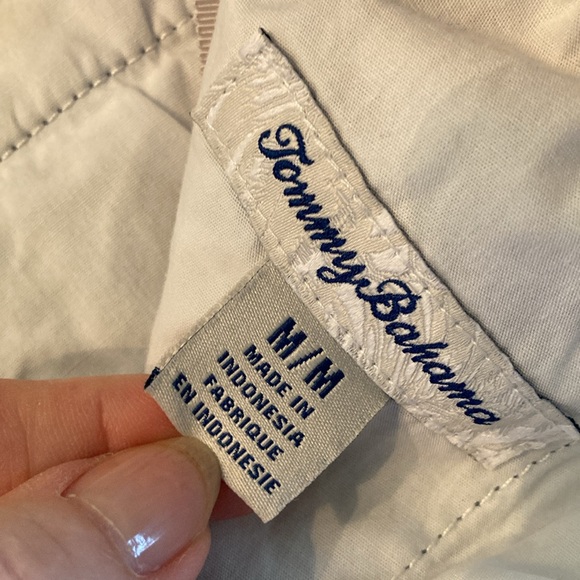 Tommy Bahama
M/M
MADE IN
INDONESIA
FABRIQUE
EN INDONESIE